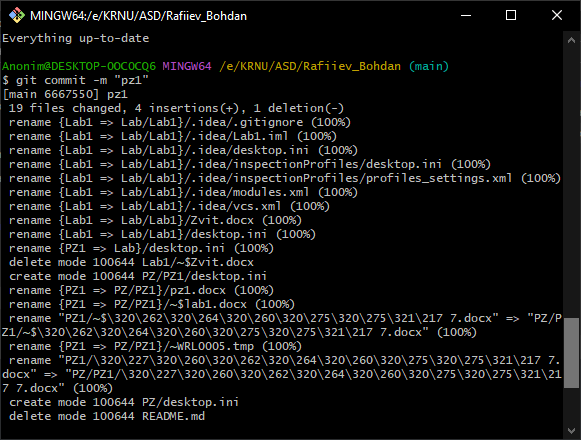 MINGW64:/e/KRNU/ASD/Rafiiev_Bohdan
Everything up-to-date
Anonim@DESKTOP-OOCOCQ6 MINGW64 /e/KRNU/ASD/Rafiiev_Bohdan (main)
$ git commit -m "pz1"
[main 6667550] pz1
 19 files changed, 4 insertions(+), 1 deletion(-)
 rename {Lab1 => Lab/Lab1}/.idea/.gitignore (100%)
 rename {Lab1 => Lab/Lab1}/.idea/Lab1.iml (100%)
 rename {Lab1 => Lab/Lab1}/.idea/desktop.ini (100%)
 rename {Lab1 => Lab/Lab1}/.idea/inspectionProfiles/desktop.ini (100%)
 rename {Lab1 => Lab/Lab1}/.idea/inspectionProfiles/profiles_settings.xml (100%)
 rename {Lab1 => Lab/Lab1}/.idea/modules.xml (100%)
 rename {Lab1 => Lab/Lab1}/.idea/vcs.xml (100%)
 rename {Lab1 => Lab/Lab1}/Zvit.docx (100%)
 rename {Lab1 => Lab/Lab1}/desktop.ini (100%)
 rename {PZ1 => Lab}/desktop.ini (100%)
 delete mode 100644 Lab1/~$Zvit.docx
 create mode 100644 PZ/PZ1/desktop.ini
 rename {PZ1 => PZ/PZ1}/pz1.docx (100%)
 rename {PZ1 => PZ/PZ1}/~$lab1.docx (100%)
 rename "PZ1/~$\320\262\320\264\320\260\320\275\320\275\321\217 7.docx" => "PZ/P
Z1/~$\320\262\320\264\320\260\320\275\320\275\321\217 7.docx" (100%)
 rename {PZ1 => PZ/PZ1}/~WRL0005.tmp (100%)
 rename "PZ1/\320\227\320\260\320\262\320\264\320\260\320\275\320\275\321\217 7.
docx" => "PZ/PZ1/\320\227\320\260\320\262\320\264\320\260\320\275\320\275\321\21
7 7.docx" (100%)
 create mode 100644 PZ/desktop.ini
 delete mode 100644 README.md